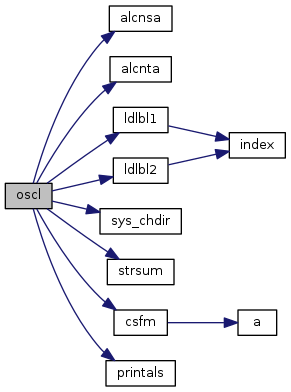 alcnsa
alcnta
ldlbl1
index
ldlbl2
oscl
sys_chdir
strsum
csfm
a
printals